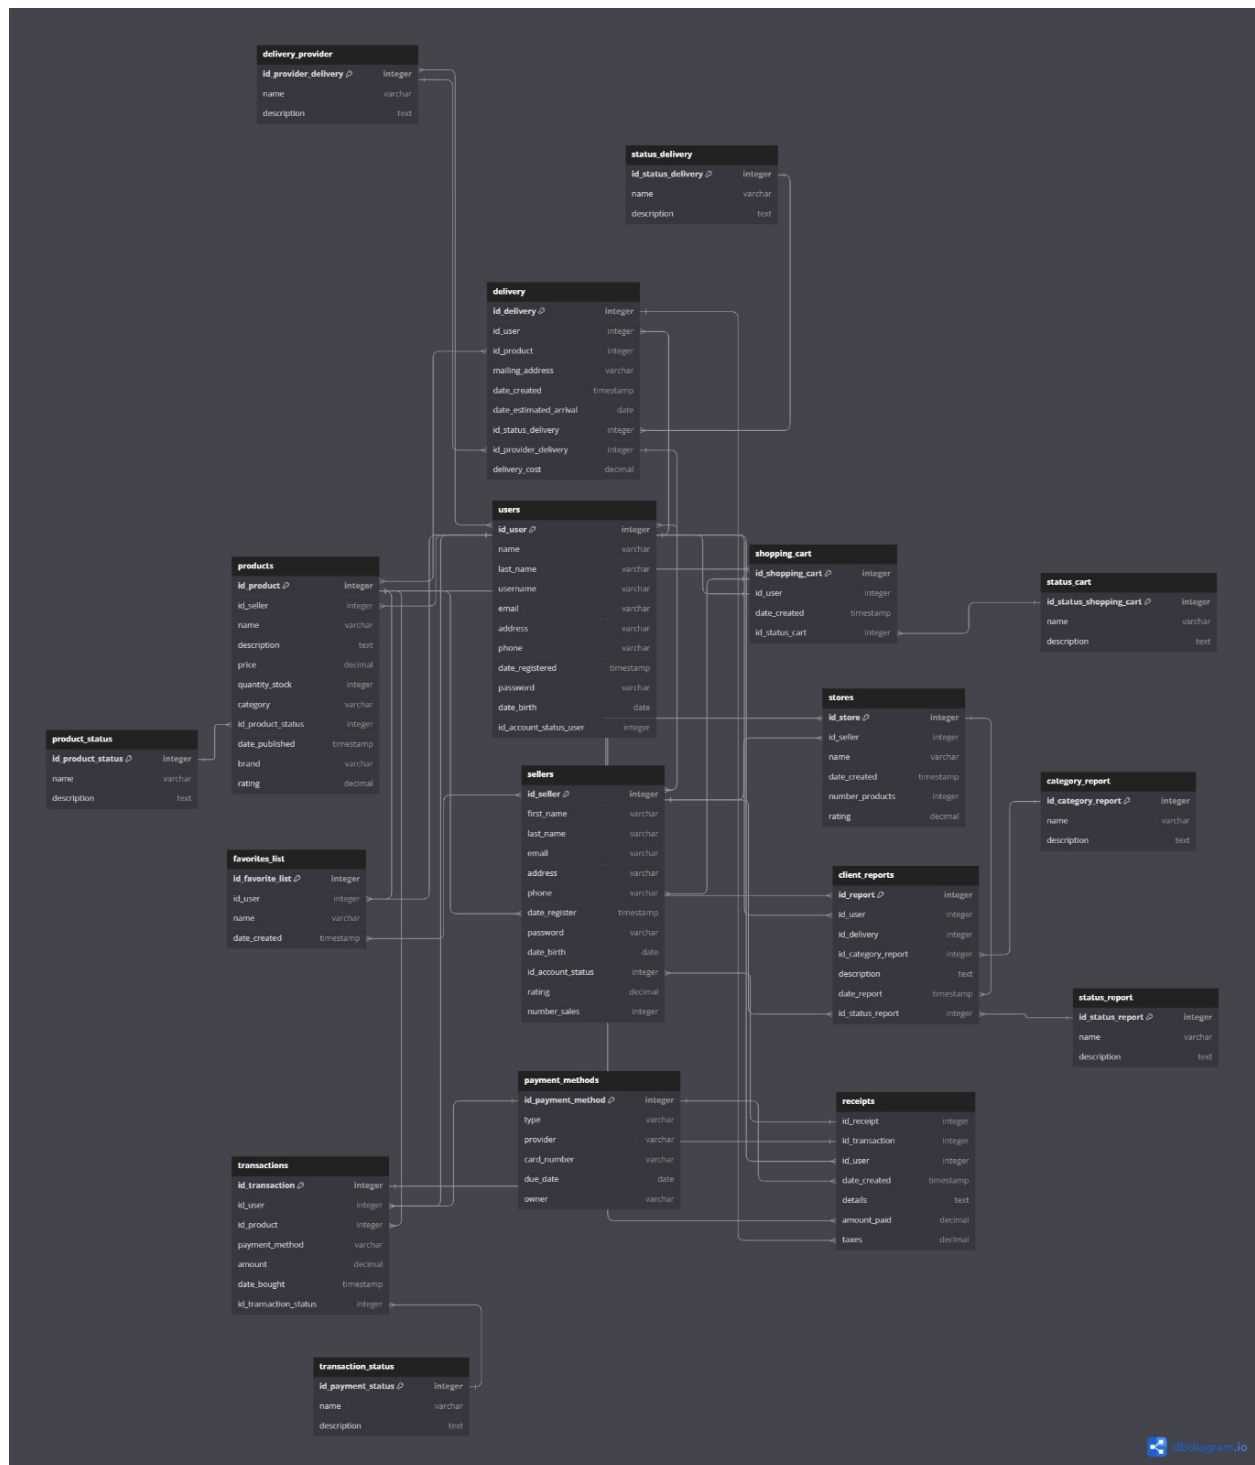 delivery_provider
id_provider_delivery integer
name varchar
description text
status_delivery
id_status_delivery integer
name varchar
description text
delivery
id_delivery integer
id_user integer
id_product integer
mailing_address varchar
date_created timestamp
date_estimated_arrival date
id_status_delivery integer
id_provider_delivery integer
delivery_cost decimal
users
id_user integer
name varchar
last_name varchar
username varchar
email varchar
address varchar
phone varchar
date_registered timestamp
password varchar
date_birth date
id_account_status_user integer
shopping_cart
id_shopping_cart integer
id_user integer
date_created timestamp
id_status_cart integer
status_cart
id_status_shopping_cart integer
name varchar
description text
products
id_product integer
id_seller integer
name varchar
description text
price decimal
quantity_stock integer
category varchar
id_product_status integer
date_published timestamp
brand varchar
rating decimal
product_status
id_product_status integer
name varchar
description text
stores
id_store integer
id_seller integer
name varchar
date_created timestamp
number_products integer
rating decimal
sellers
id_seller integer
first_name varchar
last_name varchar
email varchar
address varchar
phone varchar
date_register timestamp
password varchar
date_birth date
id_account_status integer
rating decimal
number_sales integer
category_report
id_category_report integer
name varchar
description text
favorites_list
id_favorite_list integer
id_user integer
name varchar
date_created timestamp
client_reports
id_report integer
id_user integer
id_delivery integer
id_category_report integer
description text
date_report timestamp
id_status_report integer
status_report
id_status_report integer
name varchar
description text
payment_methods
id_payment_method integer
type varchar
provider varchar
card_number varchar
due_date date
owner varchar
receipts
id_receipt integer
id_transaction integer
id_user integer
date_created timestamp
details text
amount_paid decimal
taxes decimal
transactions
id_transaction integer
id_user integer
id_product integer
payment_method varchar
amount decimal
date_bought timestamp
id_transaction_status integer
transaction_status
id_payment_status integer
name varchar
description text
dbdiagram.io